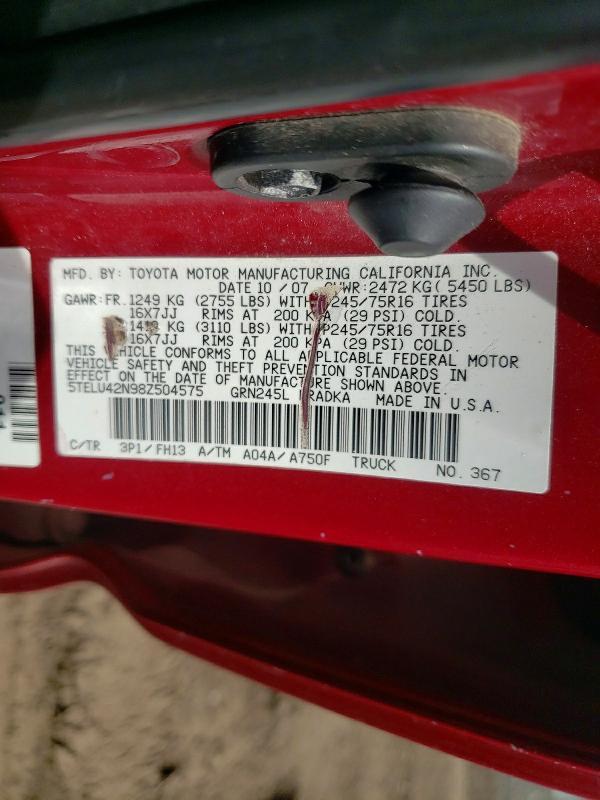 MFD. BY: TOYOTA MOTOR MANUFACTURING CALIFORNIA INC.
DATE 10 / 07 GVWR:2472 KG( 5450 LBS)
GAWR:FR. 1249 KG (2755 LBS) WITH P245/75R16 TIRES
16X7JJ RIMS AT 200 KPA (29 PSI) COLD.
KG (3110 LBS) WITH P245/75R16 TIRES
16X7JJ RIMS AT 200 KPA (29 PSI) COLD.
THIS VEHICLE CONFORMS TO ALL APPLICABLE FEDERAL MOTOR
VEHICLE SAFETY AND THEFT PREVENTION STANDARDS IN
EFFECT ON THE DATE OF MANUFACTURE SHOWN ABOVE.
5TELU42N98Z504575 GRN245L PRADKA MADE IN U.S.A.
C/TR 3P1/FH13 A/TM A04A/A750F TRUCK NO. 367